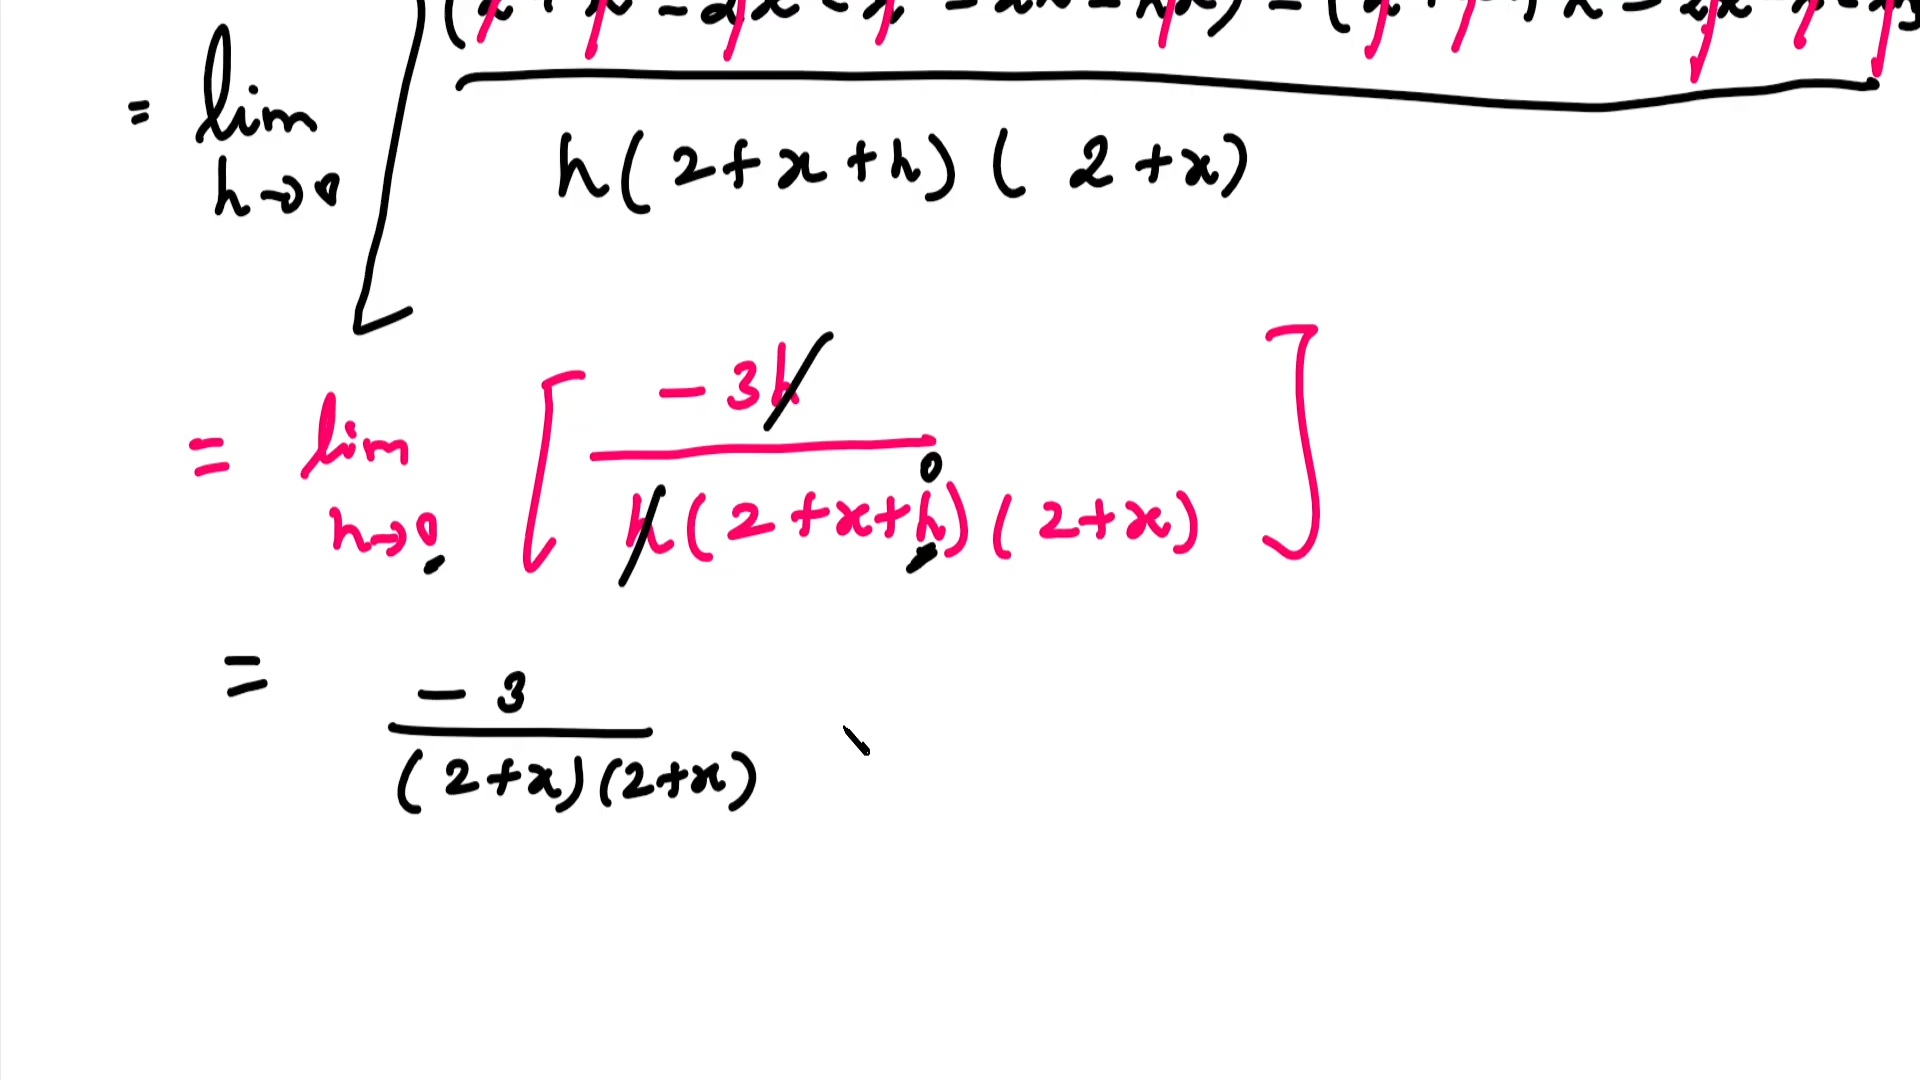 = lim h→0 [
h(2+x+h)(2+x)
= lim h→0 [ -3h / h(2+x+h)(2+x) ]
0
= -3 / (2+x)(2+x)